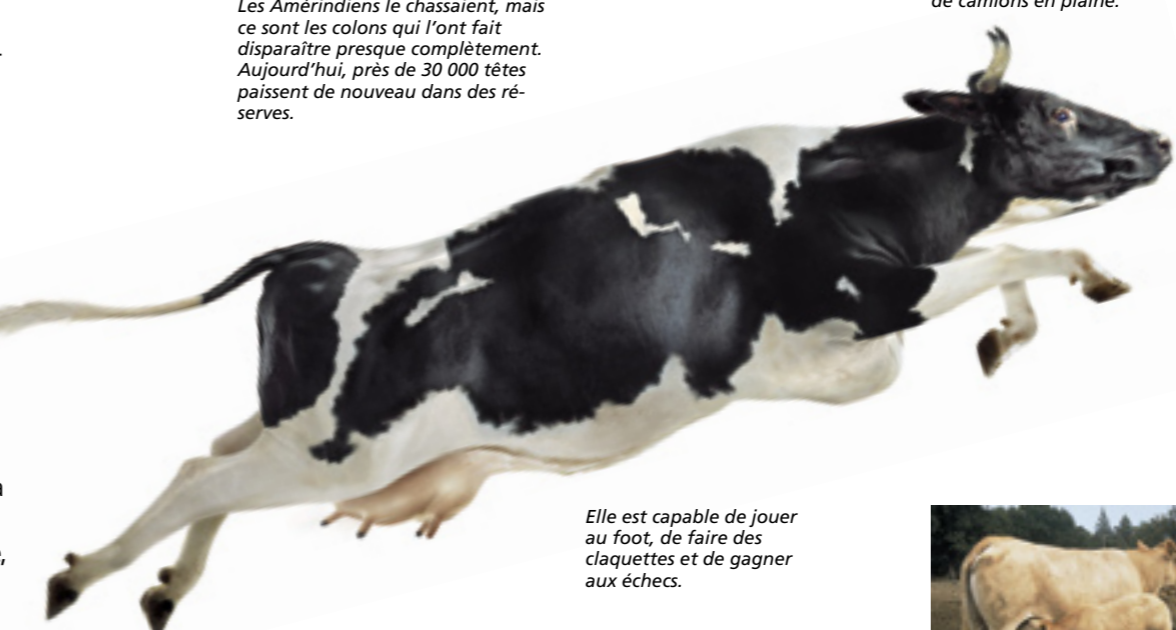 Les Amérindiens le chassaient, mais
ce sont les colons qui l'ont fait
disparaître presque complètement.
Aujourd'hui, près de 30 000 têtes
paissent de nouveau dans des ré-
serves.
de camions en plaine.
Elle est capable de jouer
au foot, de faire des
claquettes et de gagner
aux échecs.